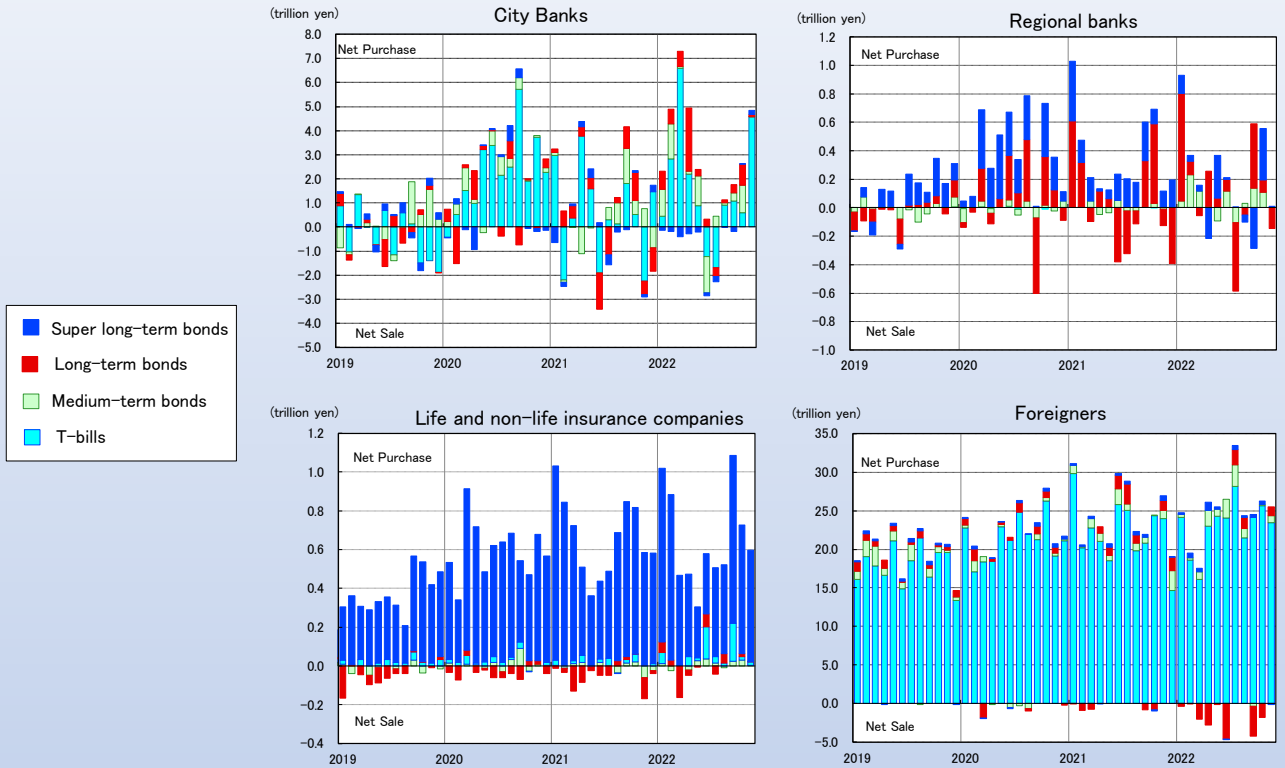 (trillion yen)
City Banks
8.0
7.0
6.0
5.0
4.0
3.0
2.0
1.0
0.0
-1.0
-2.0
-3.0
-4.0
-5.0
Net Purchase
Net Sale
2019 2020 2021 2022
(trillion yen)
Regional banks
1.2
1.0
0.8
0.6
0.4
0.2
0.0
-0.2
-0.4
-0.6
-0.8
-1.0
Net Purchase
Net Sale
2019 2020 2021 2022
Super long-term bonds
Long-term bonds
Medium-term bonds
T-bills
(trillion yen)
Life and non-life insurance companies
1.2
1.0
0.8
0.6
0.4
0.2
0.0
-0.2
-0.4
Net Purchase
Net Sale
2019 2020 2021 2022
(trillion yen)
Foreigners
35.0
30.0
25.0
20.0
15.0
10.0
5.0
0.0
-5.0
Net Purchase
Net Sale
2019 2020 2021 2022